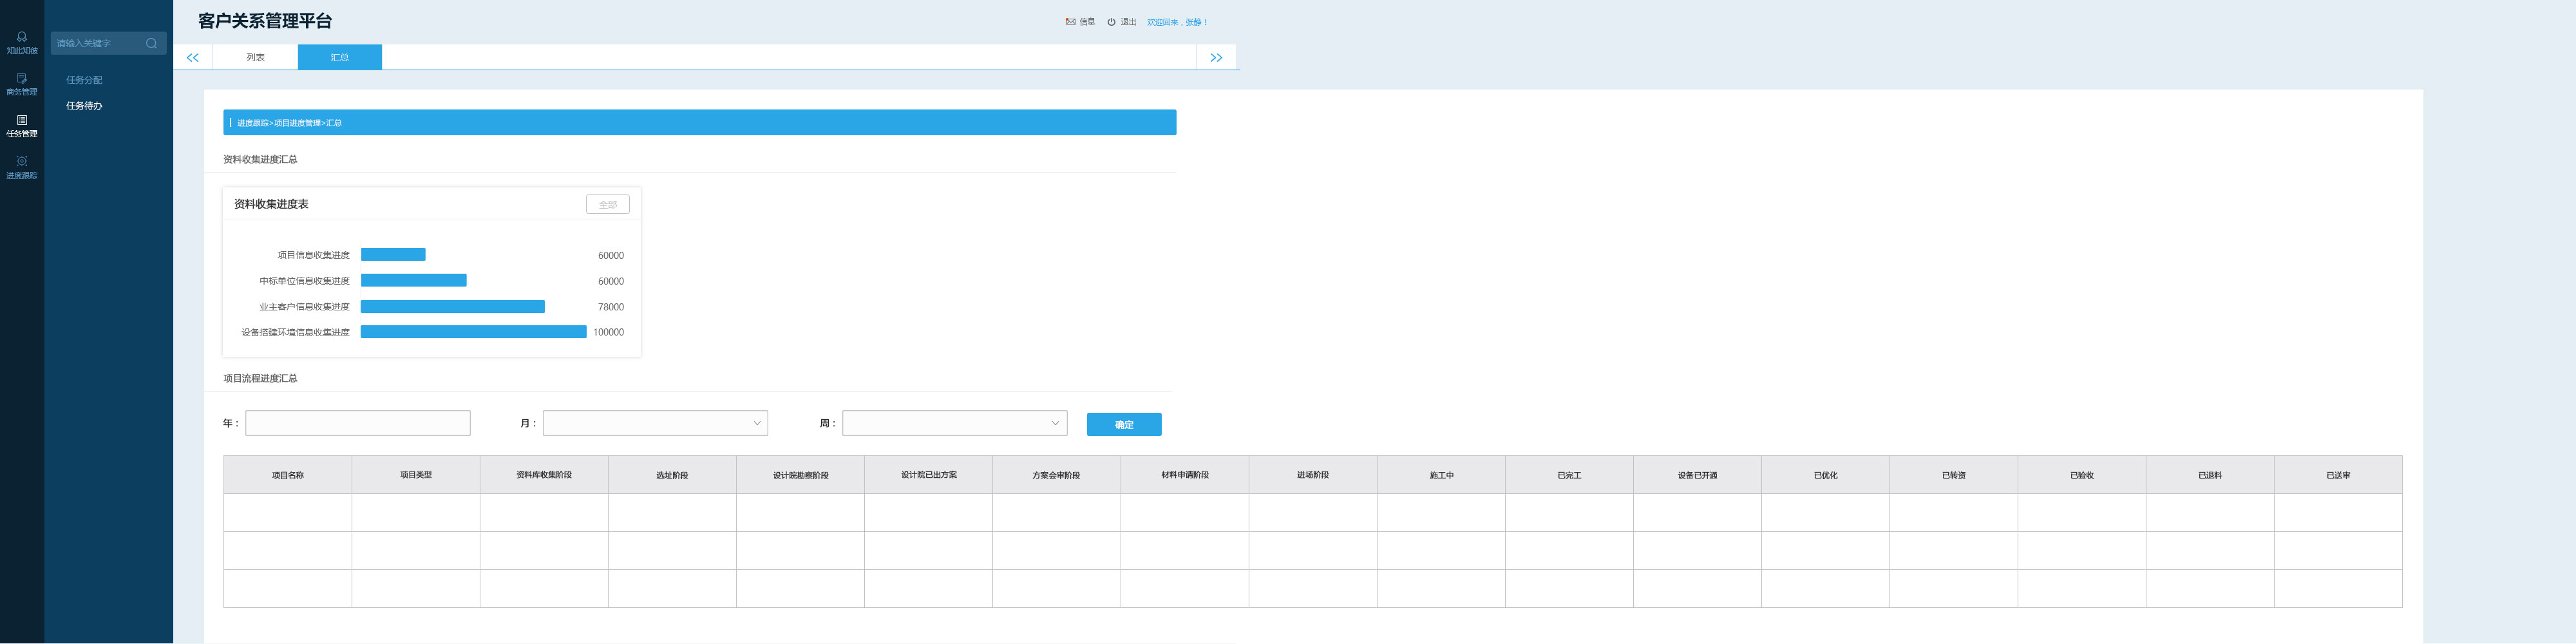 客户关系管理平台
信息
退出
欢迎回来，张静！
知此知彼
商务管理
任务管理
进度跟踪
请输入关键字
任务分配
任务待办
列表
汇总
进度跟踪>项目进度管理>汇总
资料收集进度汇总
资料收集进度表
全部
项目信息收集进度 60000
中标单位信息收集进度 60000
业主客户信息收集进度 78000
设备搭建环境信息收集进度 100000
项目流程进度汇总
年： 月： 周： 确定
项目名称 项目类型 资料库收集阶段 选址阶段 设计院勘察阶段 设计院已出方案 方案会审阶段 材料申请阶段 进场阶段 施工中 已完工 设备已开通 已优化 已转资 已验收 已退料 已送审